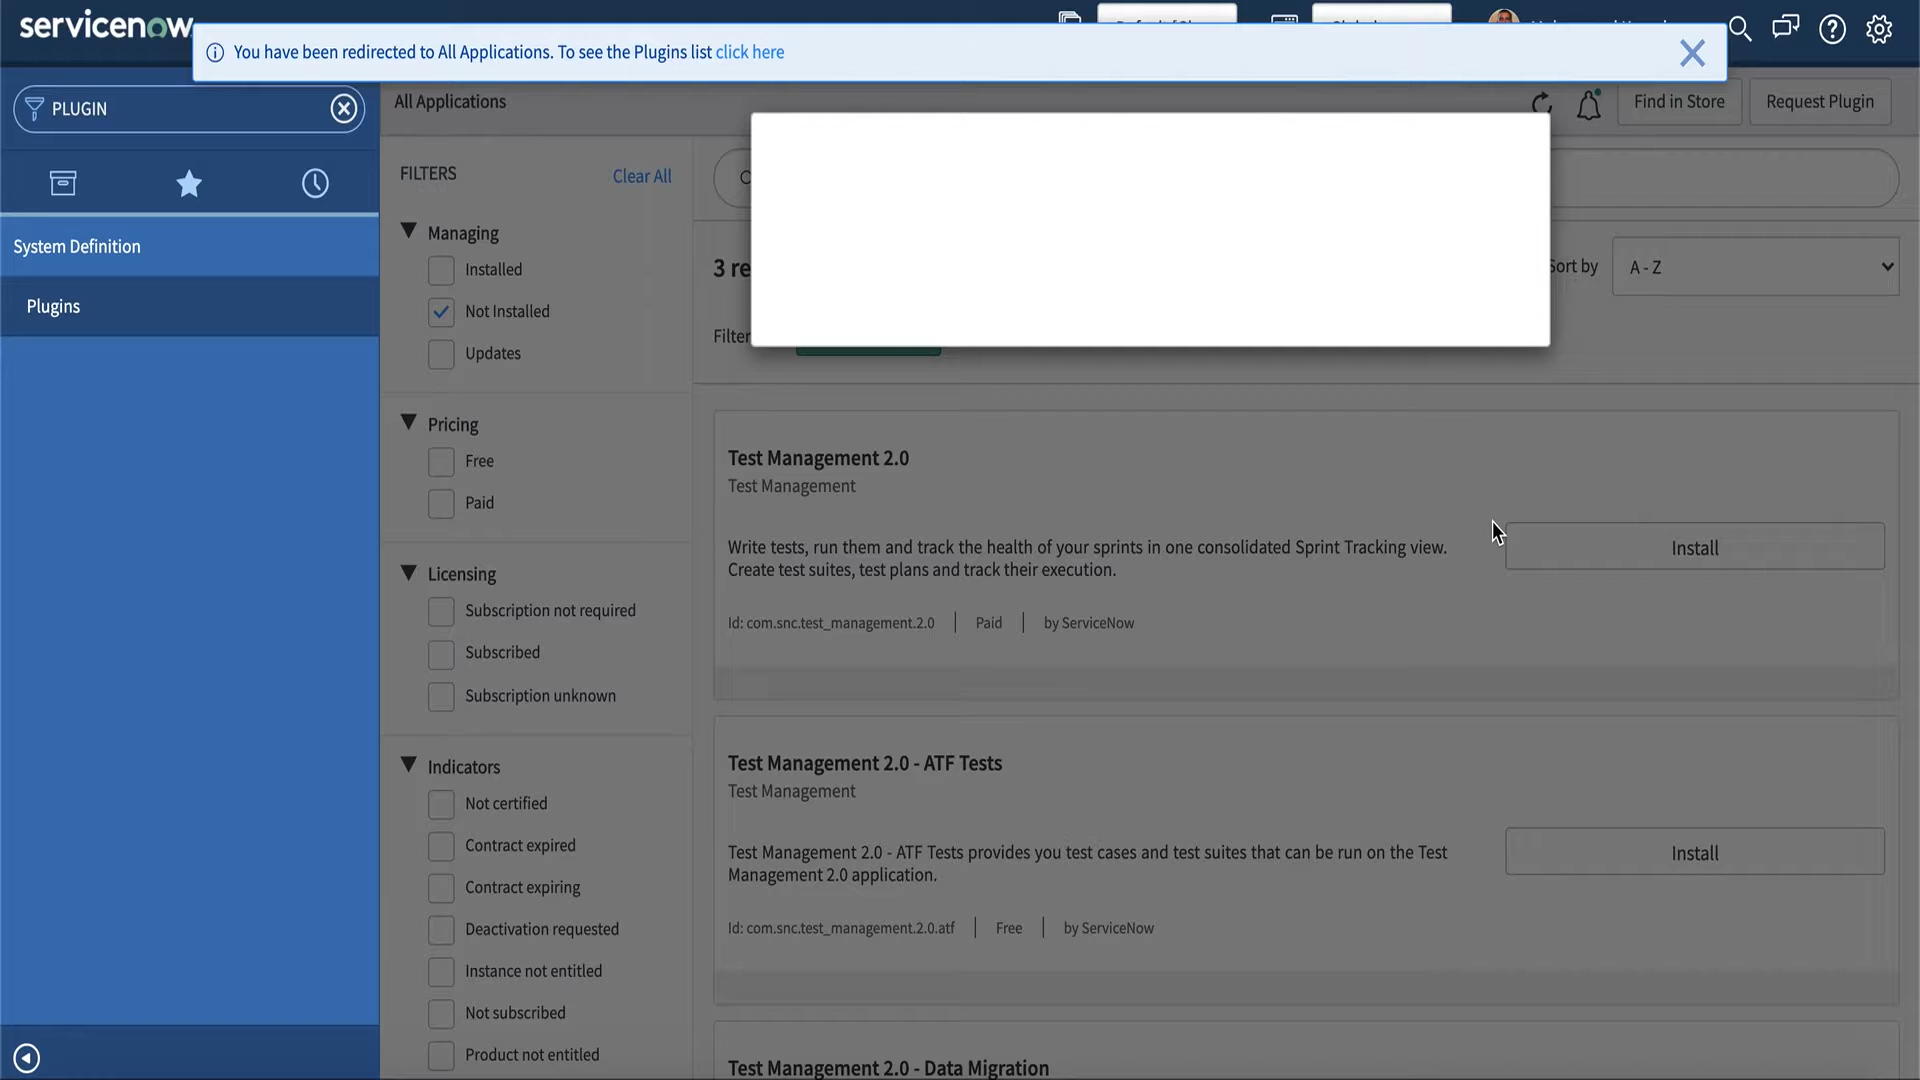 servicenow
You have been redirected to All Applications. To see the Plugins list click here
PLUGIN
System Definition
Plugins
All Applications
Find in Store
Request Plugin
FILTERS
Clear All
Managing
Installed
Not Installed
Updates
Pricing
Free
Paid
Licensing
Subscription not required
Subscribed
Subscription unknown
Indicators
Not certified
Contract expired
Contract expiring
Deactivation requested
Instance not entitled
Not subscribed
Product not entitled
3 re
Sort by
A - Z
Filter
Test Management 2.0
Test Management
Write tests, run them and track the health of your sprints in one consolidated Sprint Tracking view.
Create test suites, test plans and track their execution.
Install
Id: com.snc.test_management.2.0 | Paid | by ServiceNow
Test Management 2.0 - ATF Tests
Test Management
Test Management 2.0 - ATF Tests provides you test cases and test suites that can be run on the Test
Management 2.0 application.
Install
Id: com.snc.test_management.2.0.atf | Free | by ServiceNow
Test Management 2.0 - Data Migration